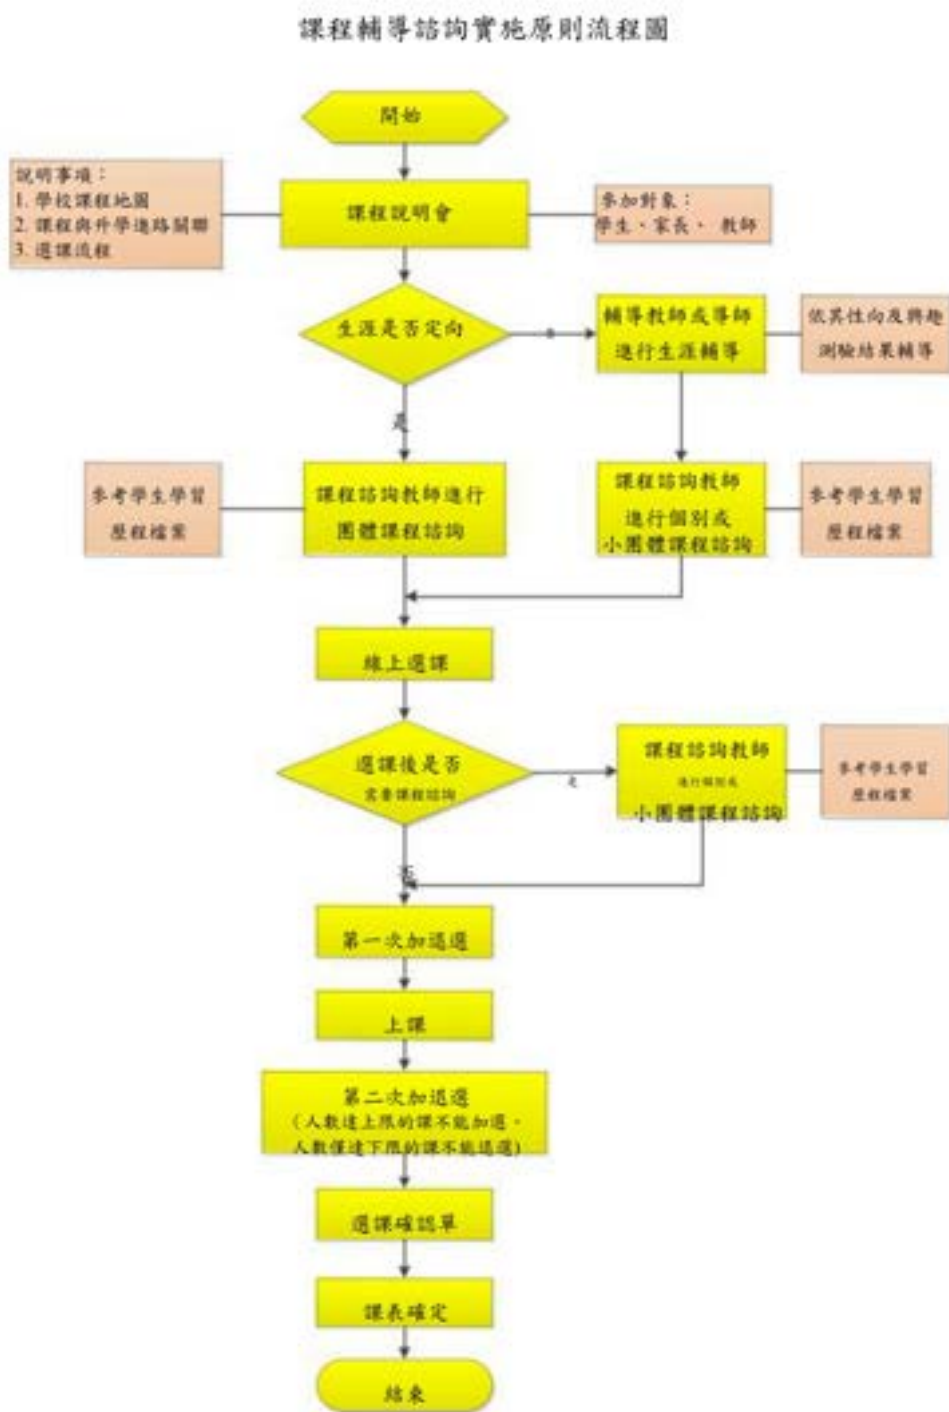 課程輔導諮詢實施原則流程圖
開始
說明事項：
1. 學校課程地圖
2. 課程與升學進路關聯
3. 選課流程
課程說明會
參加對象：
學生、家長、 教師
生涯是否定向
輔導教師或導師
進行生涯輔導
依其性向及興趣
測驗結果輔導
是
參考學生學習
歷程檔案
課程諮詢教師進行
團體課程諮詢
課程諮詢教師
進行個別或
小團體課程諮詢
參考學生學習
歷程檔案
線上選課
選課後是否
需要課程諮詢
課程諮詢教師
進行個別或
小團體課程諮詢
參考學生學習
歷程檔案
第一次加退選
上課
第二次加退選
(人數達上限的課不能加選，
人數僅達下限的課不能退選)
選課確認單
課表確定
結束